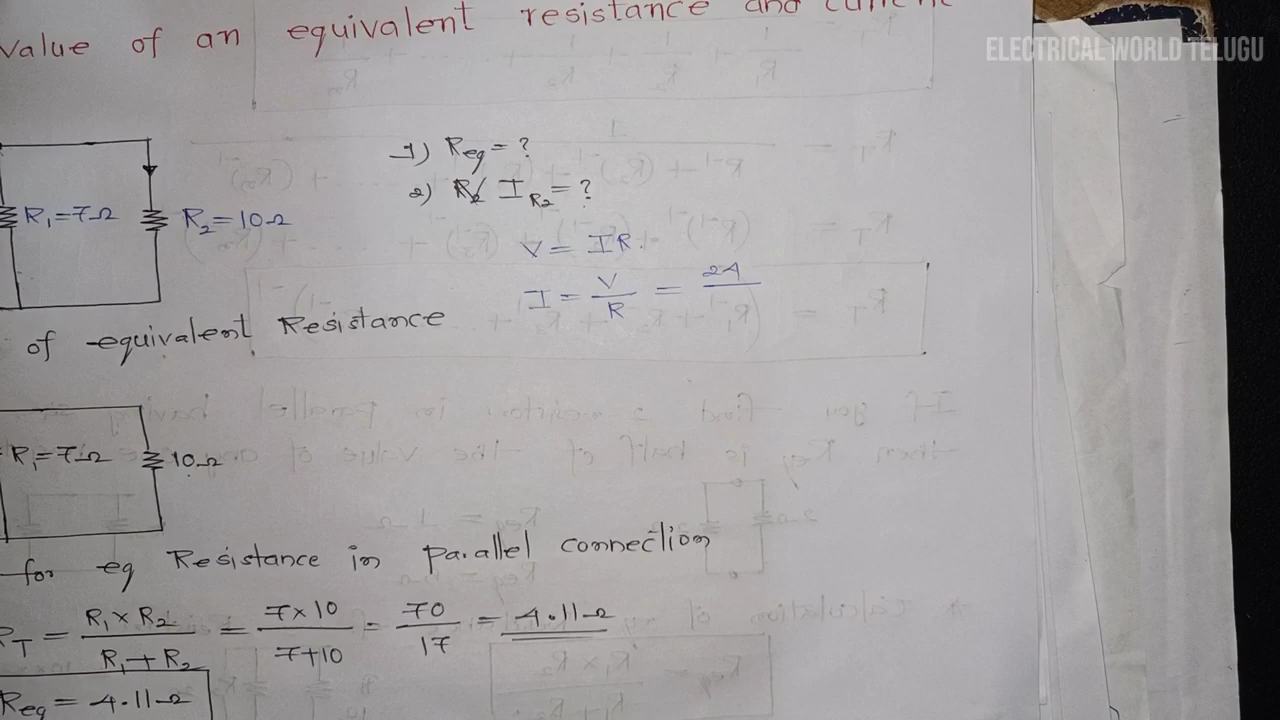 value of an equivalent resistance and current
ELECTRICAL WORLD TELUGU
1) Req = ?
2) I R2 = ?
R1 = 7Ω
R2 = 10Ω
V = IR
I = V/R = 24
of equivalent Resistance
R1 = 7Ω
10Ω
for eq Resistance in parallel connection
RT = R1 × R2 / R1 + R2 = 7×10 / 7+10 = 70 / 17 = 4.11Ω
Req = 4.11Ω